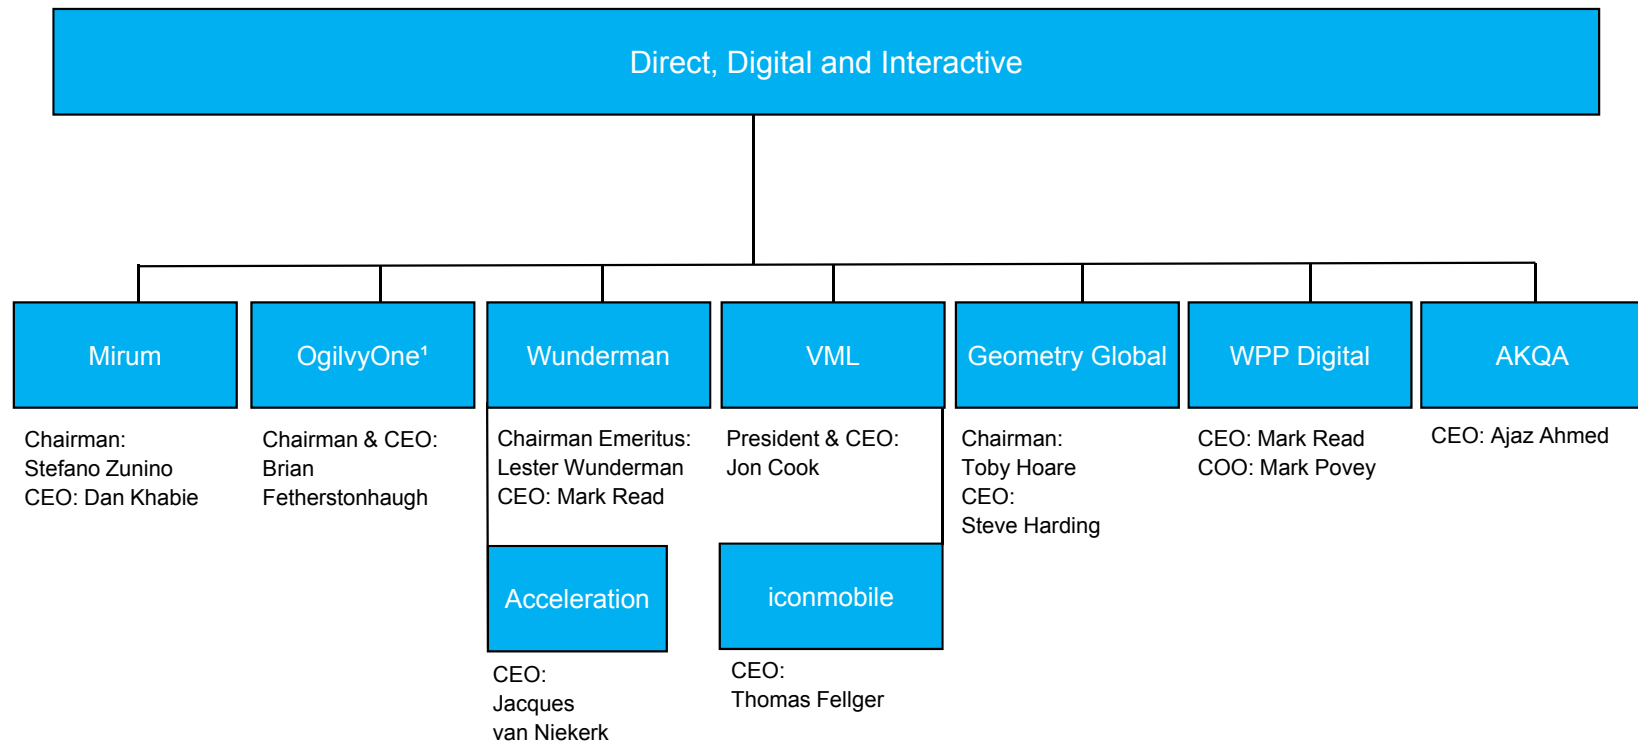 Direct, Digital and Interactive
Mirum
OgilvyOne¹
Wunderman
VML
Geometry Global
WPP Digital
AKQA
Chairman:
Stefano Zunino
CEO: Dan Khabie
Chairman & CEO:
Brian
Fetherstonhaugh
Chairman Emeritus:
Lester Wunderman
CEO: Mark Read
President & CEO:
Jon Cook
Chairman:
Toby Hoare
CEO:
Steve Harding
CEO: Mark Read
COO: Mark Povey
CEO: Ajaz Ahmed
Acceleration
iconmobile
CEO:
Jacques
van Niekerk
CEO:
Thomas Fellger